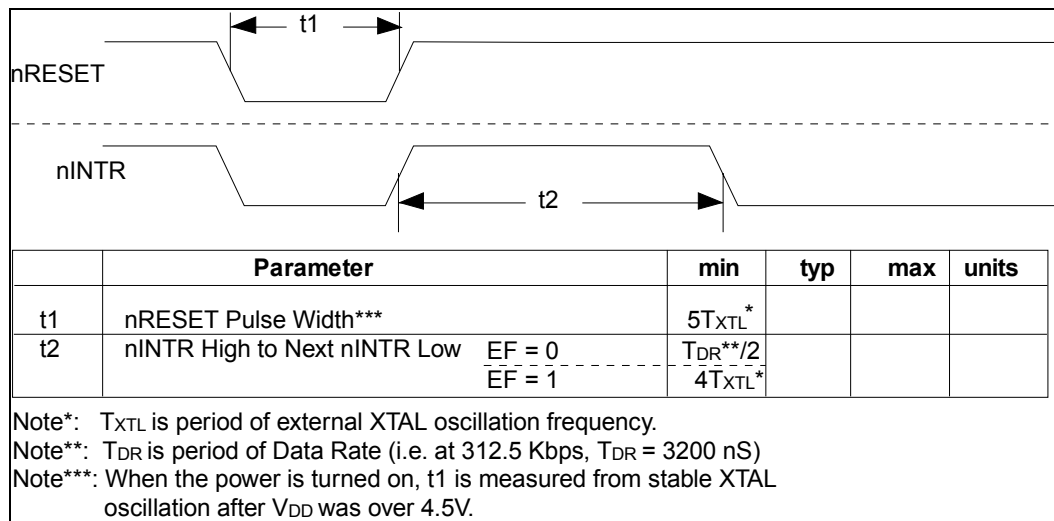 t1
nRESET
nINTR
t2
Parameter min typ max units
t1 nRESET Pulse Width*** 5TXTL*
t2 nINTR High to Next nINTR Low EF = 0 TDR**/2
EF = 1 4TXTL*
Note*: TXTL is period of external XTAL oscillation frequency.
Note**: TDR is period of Data Rate (i.e. at 312.5 Kbps, TDR = 3200 nS)
Note***: When the power is turned on, t1 is measured from stable XTAL
oscillation after VDD was over 4.5V.